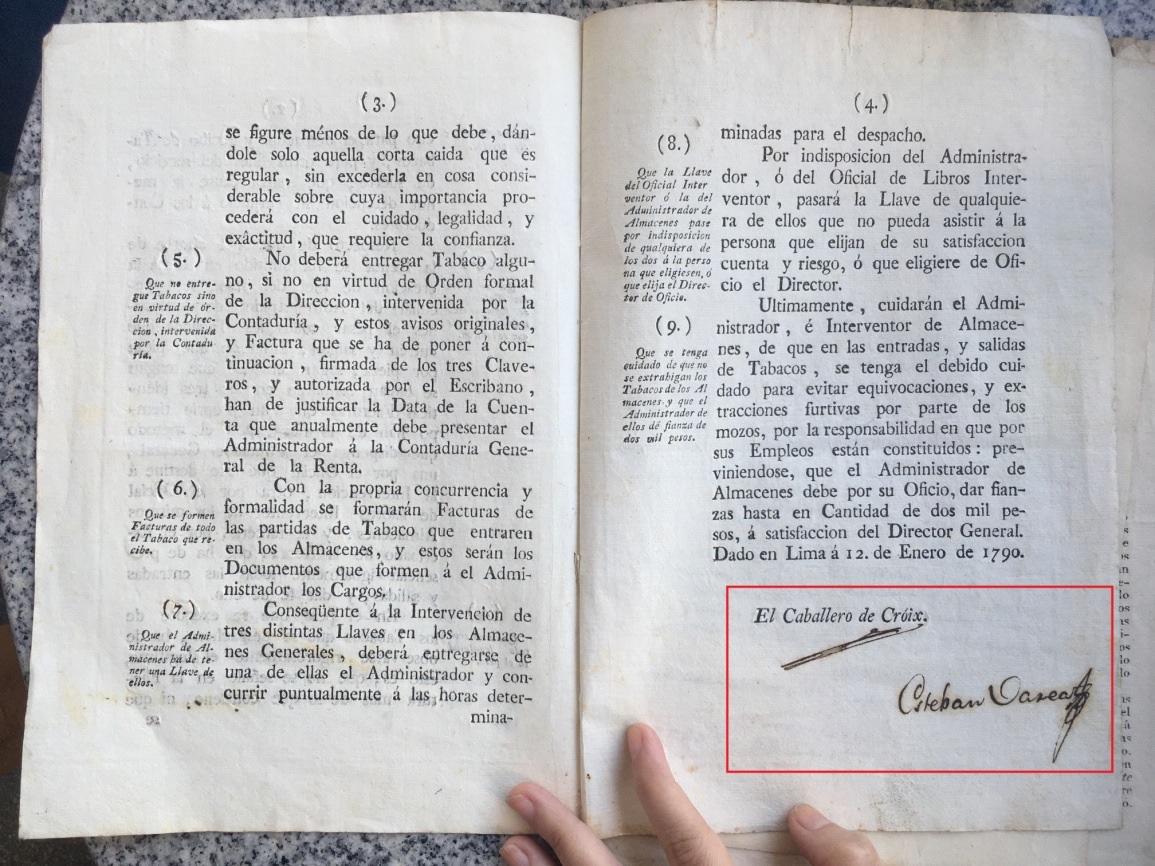 (3.)
se figure ménos de lo que debe, dán-
dole solo aquella corta caida que es
regular, sin excederla en cosa consi-
derable sobre cuya importancia pro-
cederá con el cuidado, legalidad, y
exâctitud, que requiere la confianza.
(5.)
Que no entre-
gue Tabacos sino
en virtud de ór-
den de la Direc-
cion, intervenida
por la Contadu-
ría.
No deberá entregar Tabaco algu-
no, si no en virtud de Orden formal
de la Direccion, intervenida por la
Contaduría, y estos avisos originales,
y Factura que se ha de poner á con-
tinuacion, firmada de los tres Clave-
ros, y autorizada por el Escribano,
han de justificar la Data de la Cuen-
ta que anualmente debe presentar el
Administrador á la Contaduría Gene-
ral de la Renta.
(6.)
Que se formen
Facturas de todo
el Tabaco que re-
cibe.
Con la propria concurrencia y
formalidad se formarán Facturas de
las partidas de Tabaco que entraren
en los Almacenes, y estos serán los
Documentos que formen á el Admi-
nistrador los Cargos.
(7.)
Que el Admi-
nistrador de Al-
macenes ha de te-
ner una Llave de
ellos.
Conseqüente á la Intervencion de
tres distintas Llaves en los Almace-
nes Generales, deberá entregarse de
una de ellas el Administrador y con-
currir puntualmente á las horas deter-
mina-
(4.)
minadas para el despacho.
(8.)
Que la Llave
del Oficial Inter
ventor ó la del
Administrador de
Almacenes pase
por indisposicion
de qualquiera de
los dos á la perso
na que eligiesen, ó
que elija el Direc-
tor de Oficio.
Por indisposicion del Administra-
dor, ó del Oficial de Libros Inter-
ventor, pasará la Llave de qualquie-
ra de ellos que no pueda asistir á la
persona que elijan de su satisfaccion
cuenta y riesgo, ó que eligiere de Ofi-
cio el Director.
(9.)
Que se tenga
cuidado de que no
se extrahigan los
Tabacos de los Al
macenes y que el
Administrador de
ellos dé fianza de
dos mil pesos.
Ultimamente, cuidarán el Admi-
nistrador, é Interventor de Almace-
nes, de que en las entradas, y salidas
de Tabacos, se tenga el debido cui-
dado para evitar equivocaciones, y ex-
tracciones furtivas por parte de los
mozos, por la responsabilidad en que por
sus Empleos están constituidos: pre-
viniendose, que el Administrador de
Almacenes debe por su Oficio, dar fian-
zas hasta en Cantidad de dos mil pe-
sos, á satisfaccion del Director General.
Dado en Lima á 12. de Enero de 1790.
El Caballero de Cróix.
Esteban Varea